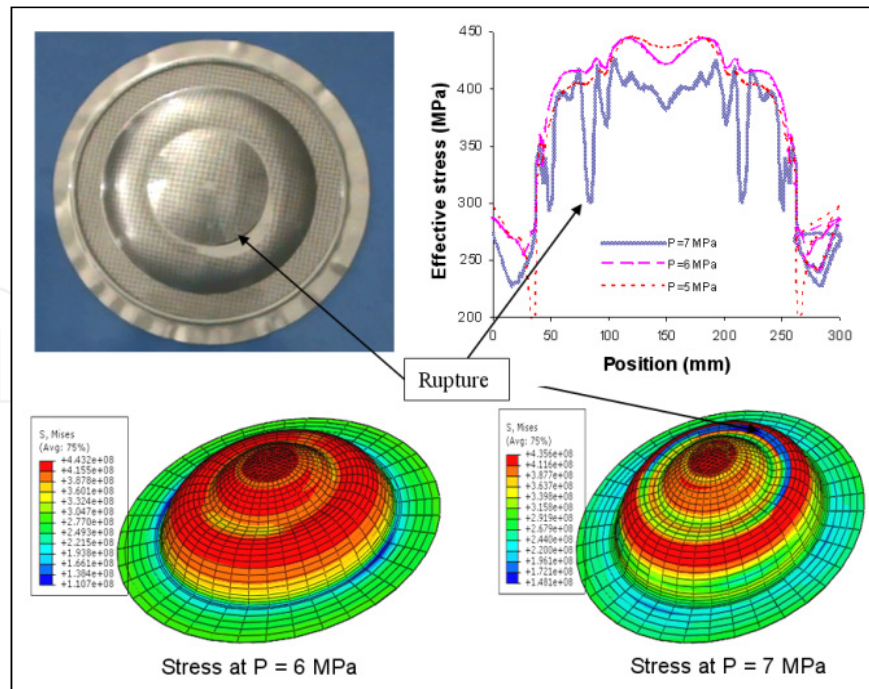 450
400
350
300
250
200
Effective stress (MPa)
P=7 MPa
P=6 MPa
P=5 MPa
0
50
100
150
200
250
300
Position (mm)
Rupture
S, Mises
(Avg: 75%)
+4.432e+08
+4.155e+08
+3.878e+08
+3.601e+08
+3.324e+08
+3.047e+08
+2.770e+08
+2.493e+08
+2.215e+08
+1.938e+08
+1.661e+08
+1.384e+08
+1.107e+08
Stress at P = 6 MPa
S, Mises
(Avg: 75%)
+4.356e+08
+4.116e+08
+3.877e+08
+3.637e+08
+3.398e+08
+3.158e+08
+2.919e+08
+2.679e+08
+2.440e+08
+2.200e+08
+1.961e+08
+1.721e+08
+1.481e+08
Stress at P = 7 MPa